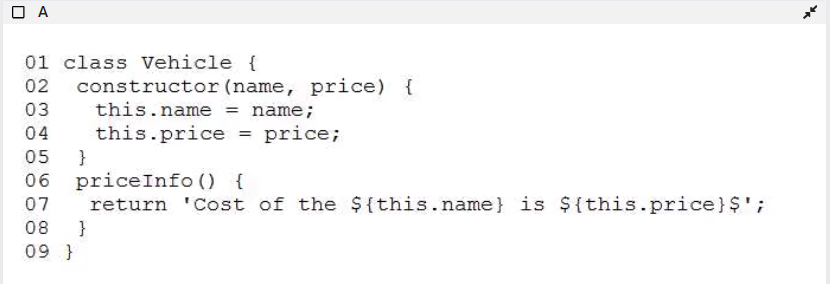 A
01 class Vehicle {
02  constructor(name, price) {
03   this.name = name;
04   this.price = price;
05  }
06  priceInfo() {
07   return 'Cost of the ${this.name} is ${this.price}$';
08  }
09 }